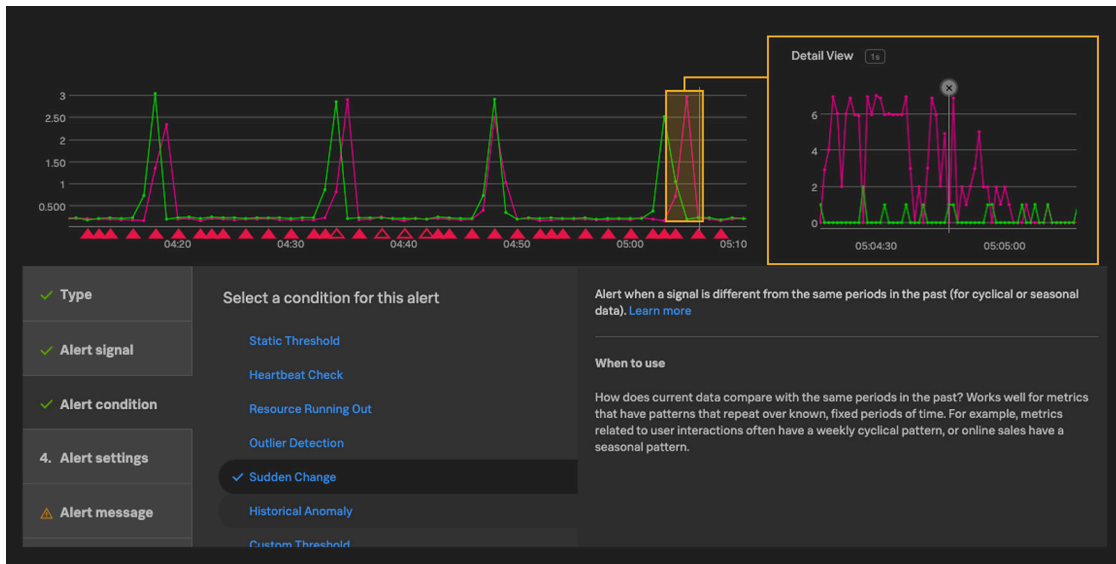 Detail View 1s
3
2.50
2
1.50
1
0.500
04:20
04:30
04:40
04:50
05:00
05:10
6
4
2
0
05:04:30
05:05:00
Type
Alert signal
Alert condition
4. Alert settings
Alert message
Select a condition for this alert
Static Threshold
Heartbeat Check
Resource Running Out
Outlier Detection
Sudden Change
Historical Anomaly
Custom Threshold
Alert when a signal is different from the same periods in the past (for cyclical or seasonal
data). Learn more
When to use
How does current data compare with the same periods in the past? Works well for metrics
that have patterns that repeat over known, fixed periods of time. For example, metrics
related to user interactions often have a weekly cyclical pattern, or online sales have a
seasonal pattern.